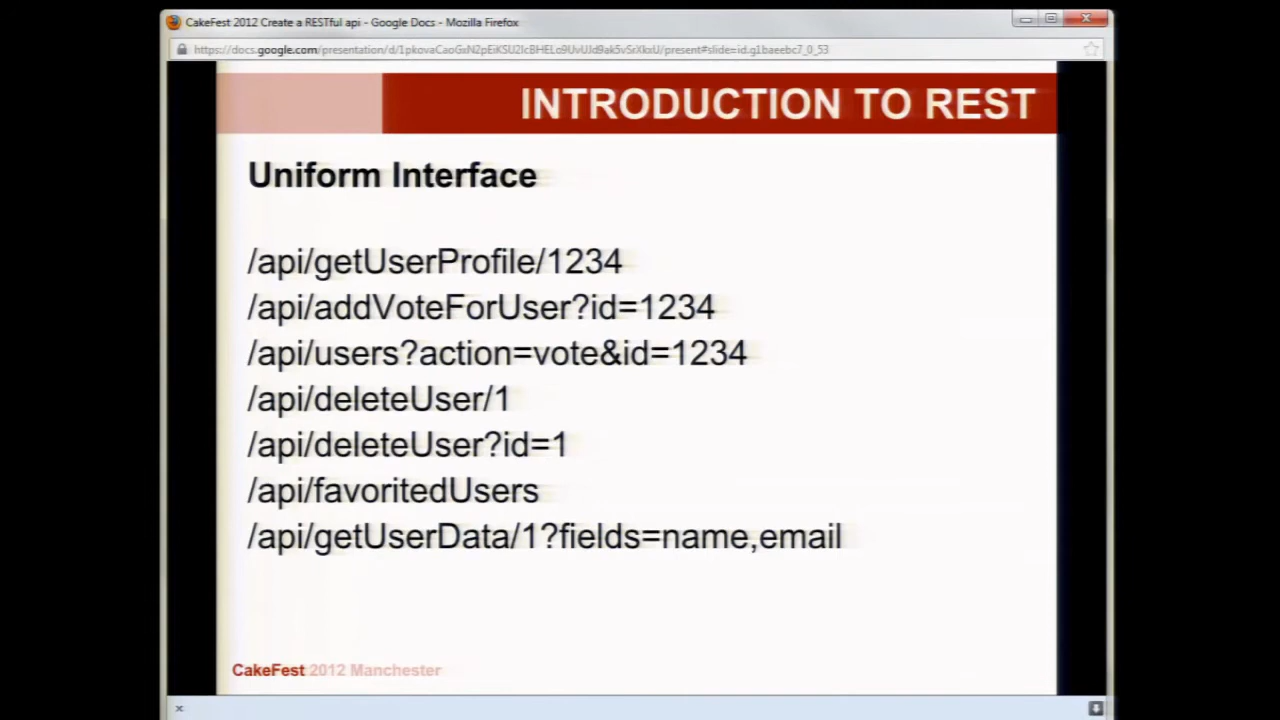 CakeFest 2012 Create a RESTful api - Google Docs - Mozilla Firefox
INTRODUCTION TO REST
Uniform Interface
/api/getUserProfile/1234
/api/addVoteForUser?id=1234
/api/users?action=vote&id=1234
/api/deleteUser/1
/api/deleteUser?id=1
/api/favoritedUsers
/api/getUserData/1?fields=name,email
CakeFest 2012 Manchester